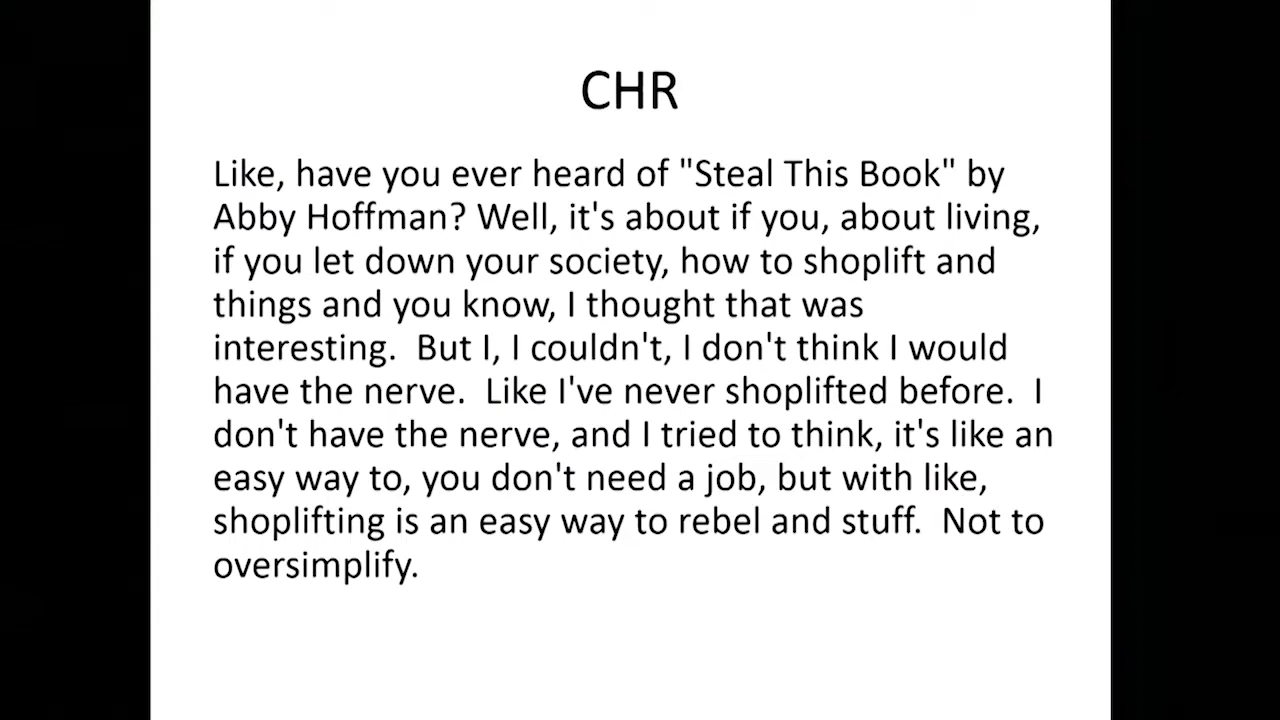 CHR
Like, have you ever heard of "Steal This Book" by
Abby Hoffman? Well, it's about if you, about living,
if you let down your society, how to shoplift and
things and you know, I thought that was
interesting.  But I, I couldn't, I don't think I would
have the nerve.  Like I've never shoplifted before.  I
don't have the nerve, and I tried to think, it's like an
easy way to, you don't need a job, but with like,
shoplifting is an easy way to rebel and stuff.  Not to
oversimplify.